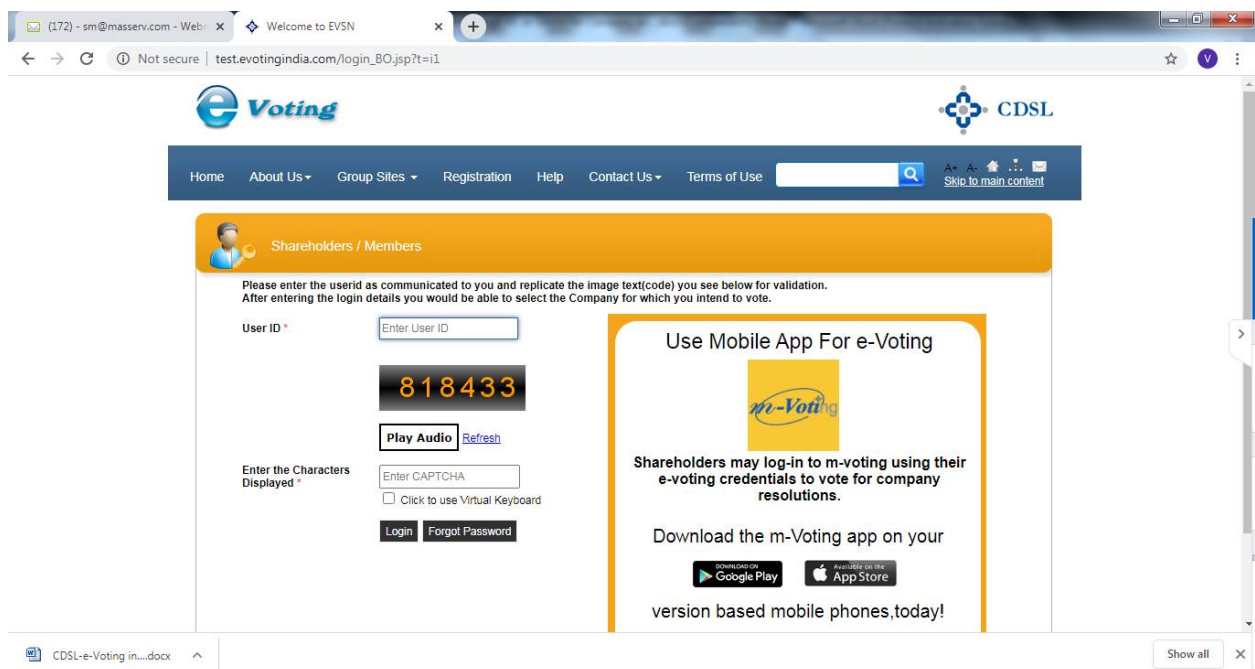 (172) - sm@masserv.com - Webm
Welcome to EVSN
Not secure | test.evotingindia.com/login_BO.jsp?t=i1
V
e Voting
CDSL
Home About Us Group Sites Registration Help Contact Us Terms of Use
A+ A-
Skip to main content
Shareholders / Members
Please enter the userid as communicated to you and replicate the image text(code) you see below for validation.
After entering the login details you would be able to select the Company for which you intend to vote.
User ID *
Enter User ID
818433
Play Audio Refresh
Enter the Characters
Displayed *
Enter CAPTCHA
Click to use Virtual Keyboard
Login Forgot Password
Use Mobile App For e-Voting
m-Voting
Shareholders may log-in to m-voting using their
e-voting credentials to vote for company
resolutions.
Download the m-Voting app on your
DOWNLOAD ON
Google Play
Available on the
App Store
version based mobile phones,today!
CDSL-e-Voting in....docx
Show all